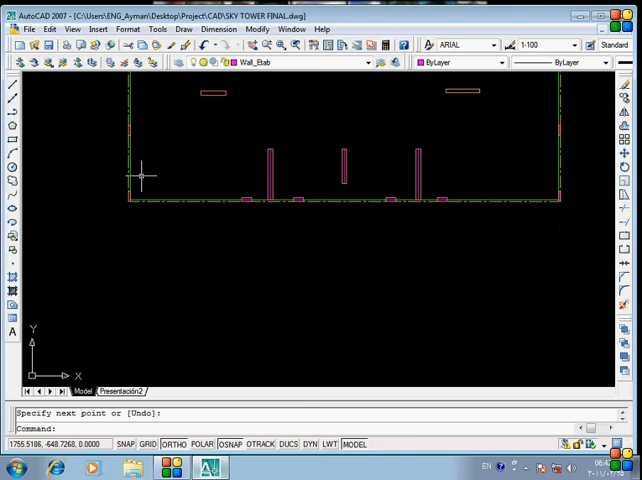 AutoCAD 2007 - [C:\Users\ENG_Ayman\Desktop\Project\CAD\SKY TOWER FINAL.dwg]
File Edit View Insert Format Tools Draw Dimension Modify Window Help
ARIAL 1-100 Standard
Wall_Etab ByLayer ByLayer
Y
X
Model Presentación2
Specify next point or [Undo]:
Command:
1755.5186, -648.7268, 0.0000 SNAP GRID ORTHO POLAR OSNAP OTRACK DUCS DYN LWT MODEL
EN